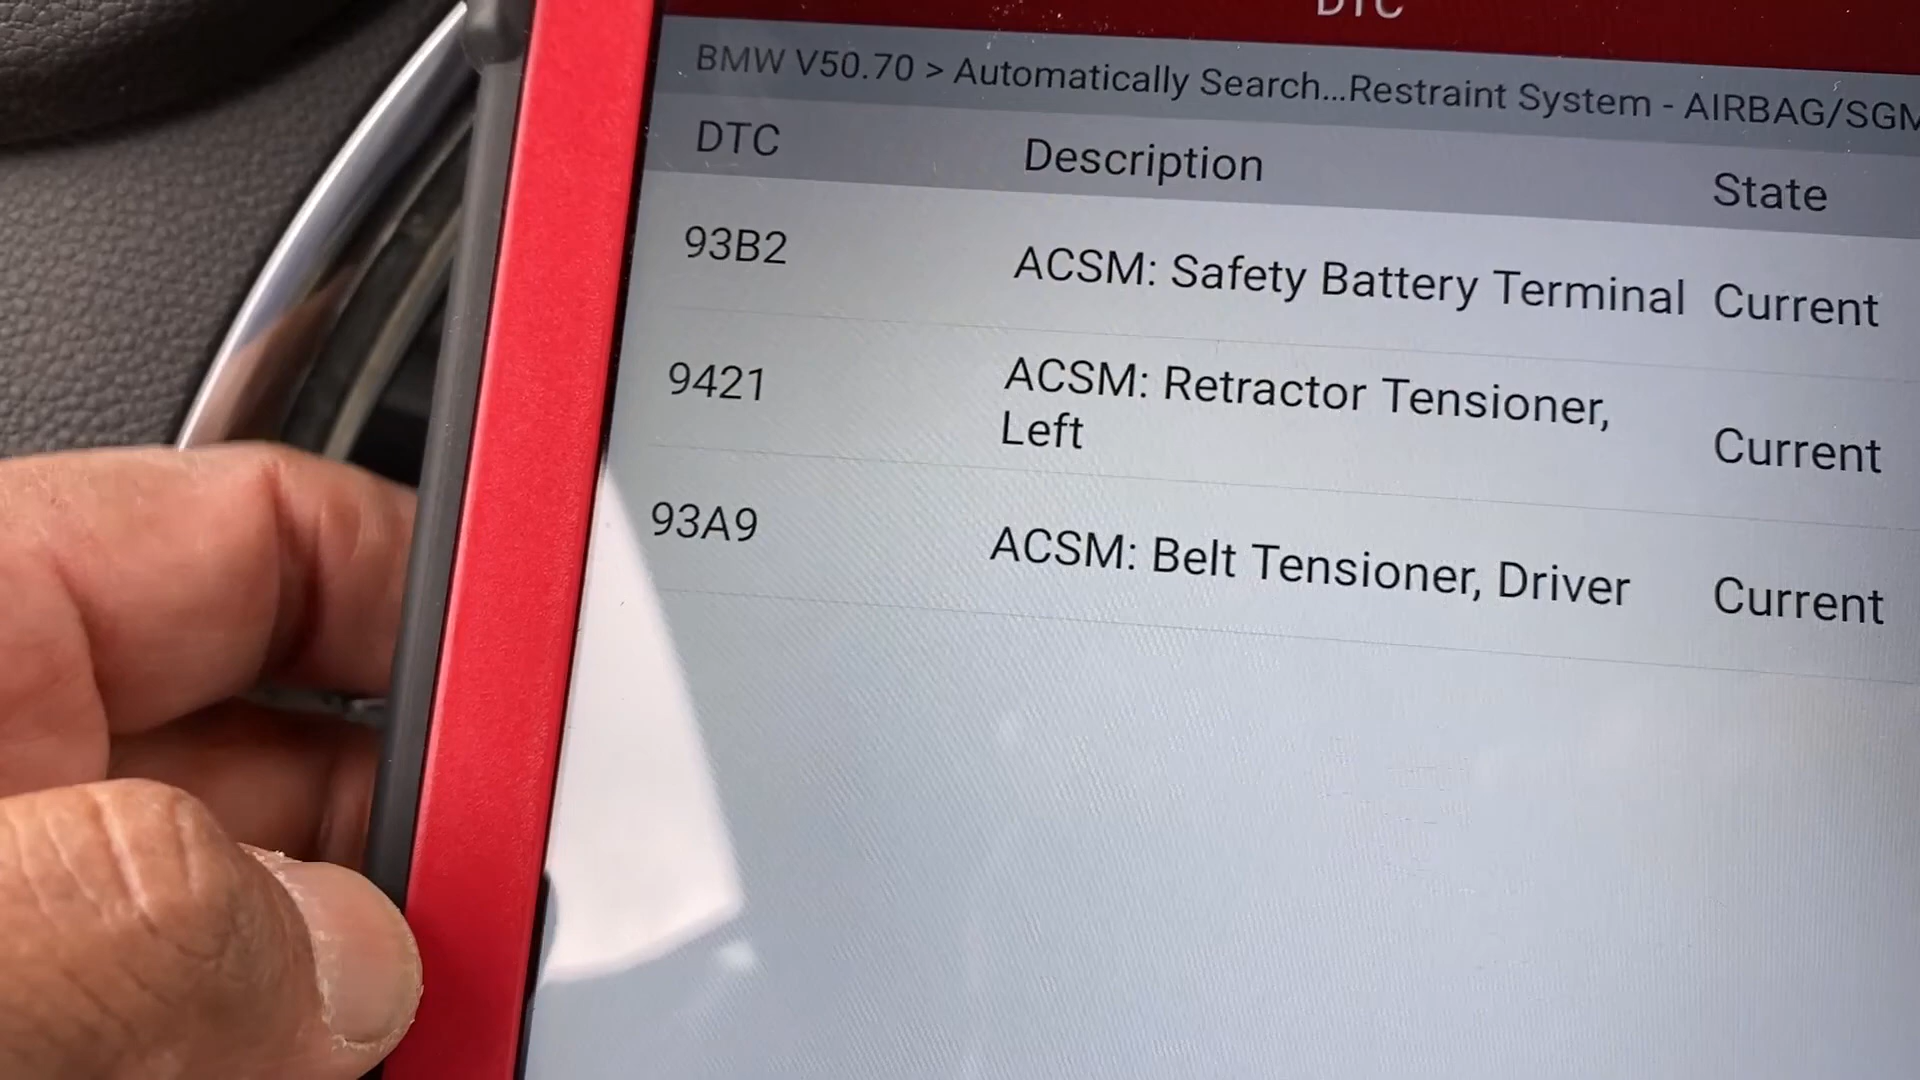 DTC
BMW V50.70 > Automatically Search...Restraint System - AIRBAG/SGM
DTC Description State
93B2 ACSM: Safety Battery Terminal Current
9421 ACSM: Retractor Tensioner,
Left Current
93A9 ACSM: Belt Tensioner, Driver Current